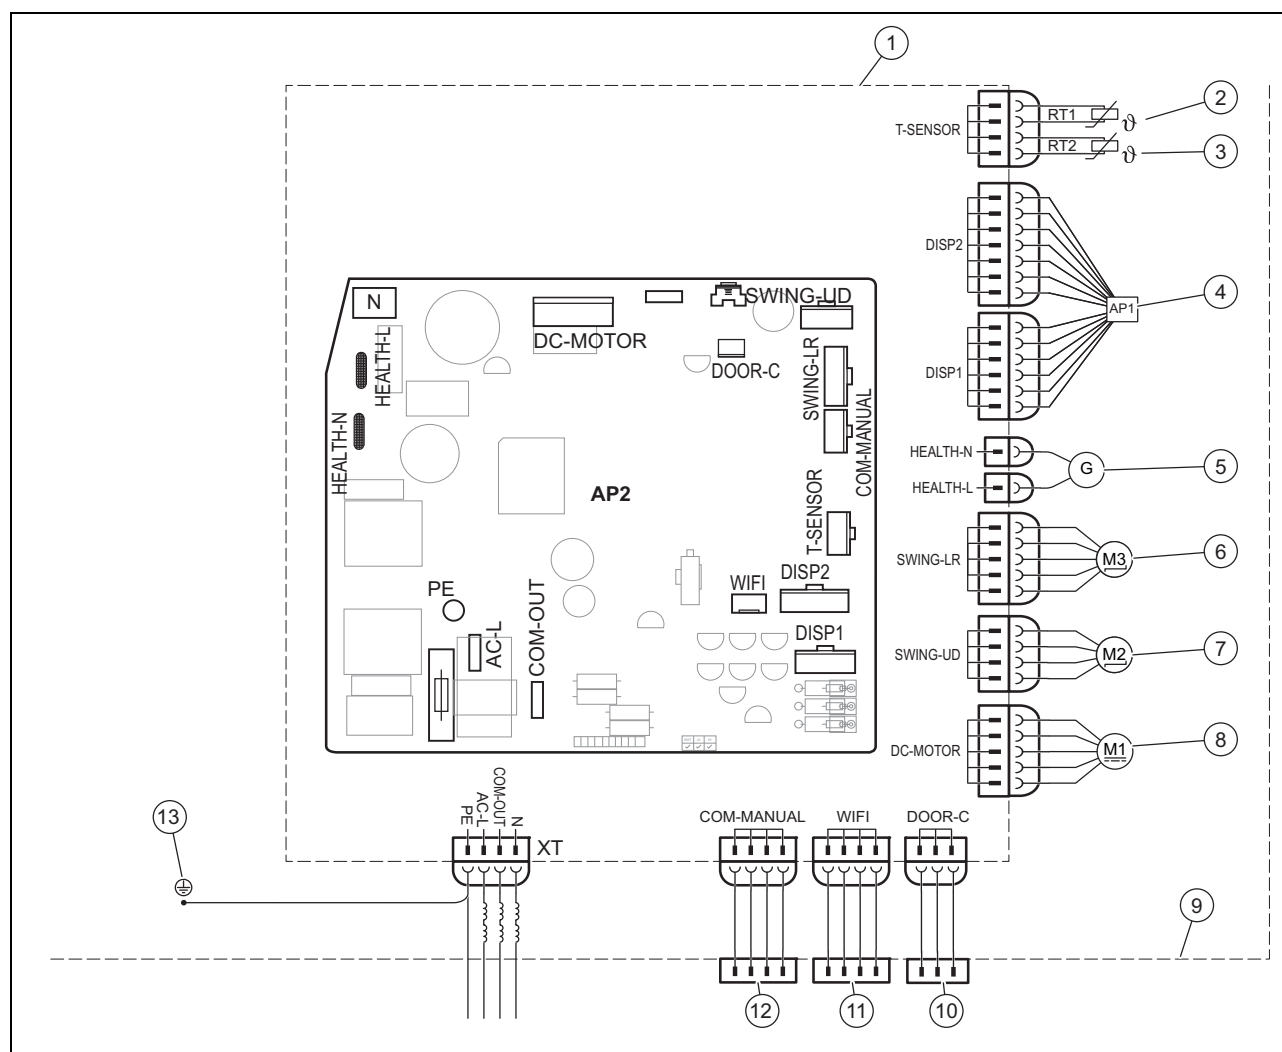 1
2
T-SENSOR
RT1
ϑ
RT2
ϑ
3
DISP2
4
AP1
DISP1
N
DC-MOTOR
SWING-UD
DOOR-C
HEALTH-L
HEALTH-N
SWING-LR
COM-MANUAL
T-SENSOR
AP2
PE
AC-L
COM-OUT
WIFI
DISP2
DISP1
HEALTH-N
G
5
HEALTH-L
SWING-LR
M3
6
SWING-UD
M2
7
DC-MOTOR
M1
8
13
PE
AC-L
COM-OUT
N
XT
COM-MANUAL
WIFI
DOOR-C
9
12
11
10